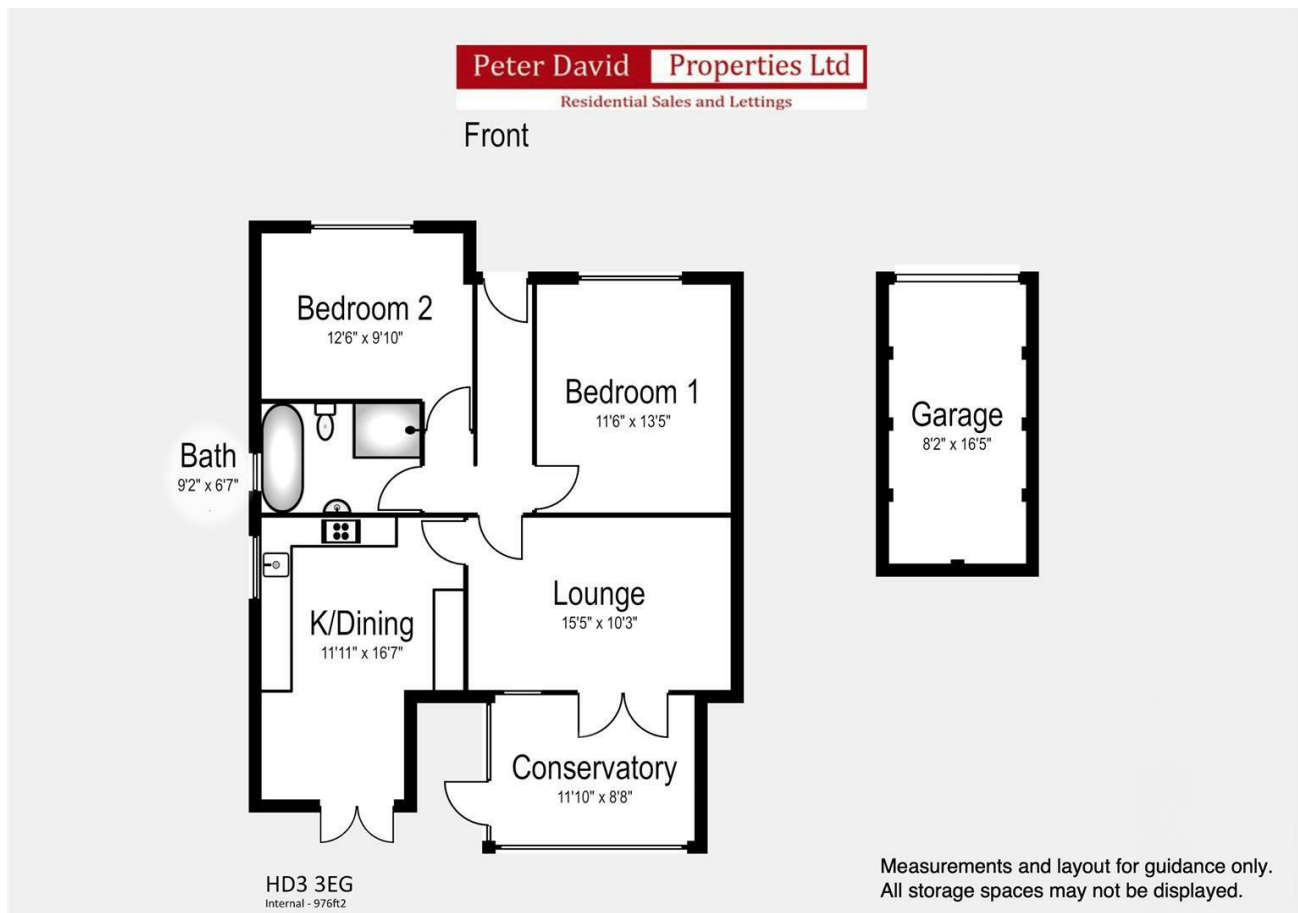 Peter David Properties Ltd
Residential Sales and Lettings
Front
Bedroom 2
12'6" x 9'10"
Bedroom 1
11'6" x 13'5"
Garage
8'2" x 16'5"
Bath
9'2" x 6'7"
Lounge
15'5" x 10'3"
K/Dining
11'11" x 16'7"
Conservatory
11'10" x 8'8"
HD3 3EG
Internal - 976ft2
Measurements and layout for guidance only.
All storage spaces may not be displayed.